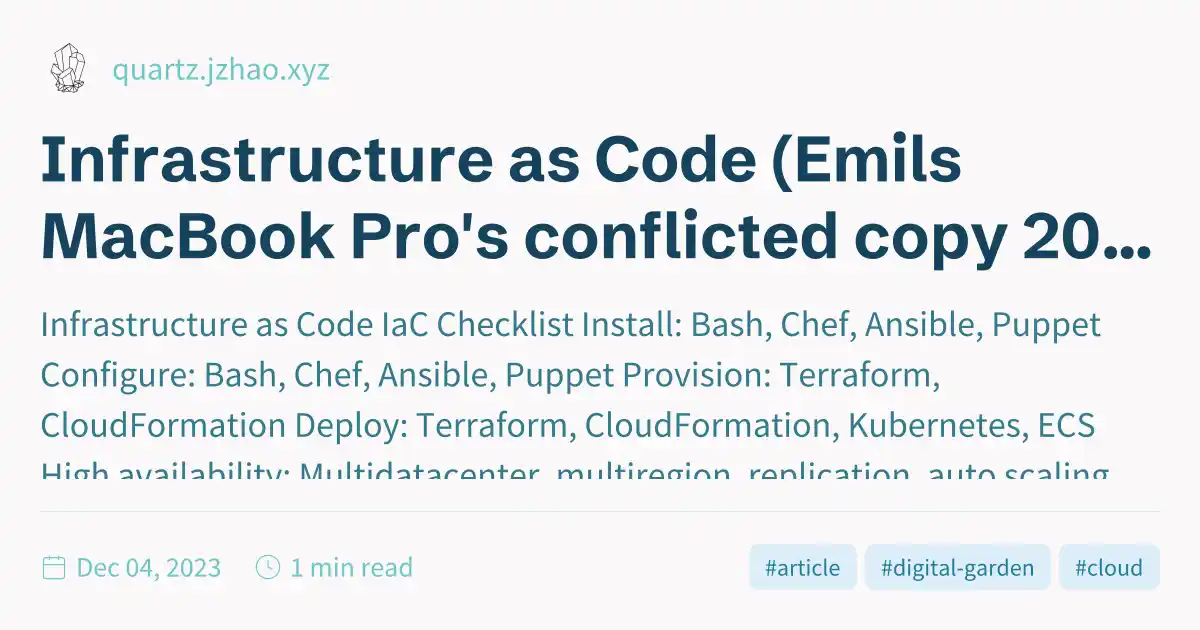 quartz.jzhao.xyz
Infrastructure as Code (Emils
MacBook Pro's conflicted copy 20...
Infrastructure as Code IaC Checklist Install: Bash, Chef, Ansible, Puppet
Configure: Bash, Chef, Ansible, Puppet Provision: Terraform,
CloudFormation Deploy: Terraform, CloudFormation, Kubernetes, ECS
High availability: Multidatacenter, multiregion, replication, auto scaling
Dec 04, 2023 1 min read #article #digital-garden #cloud